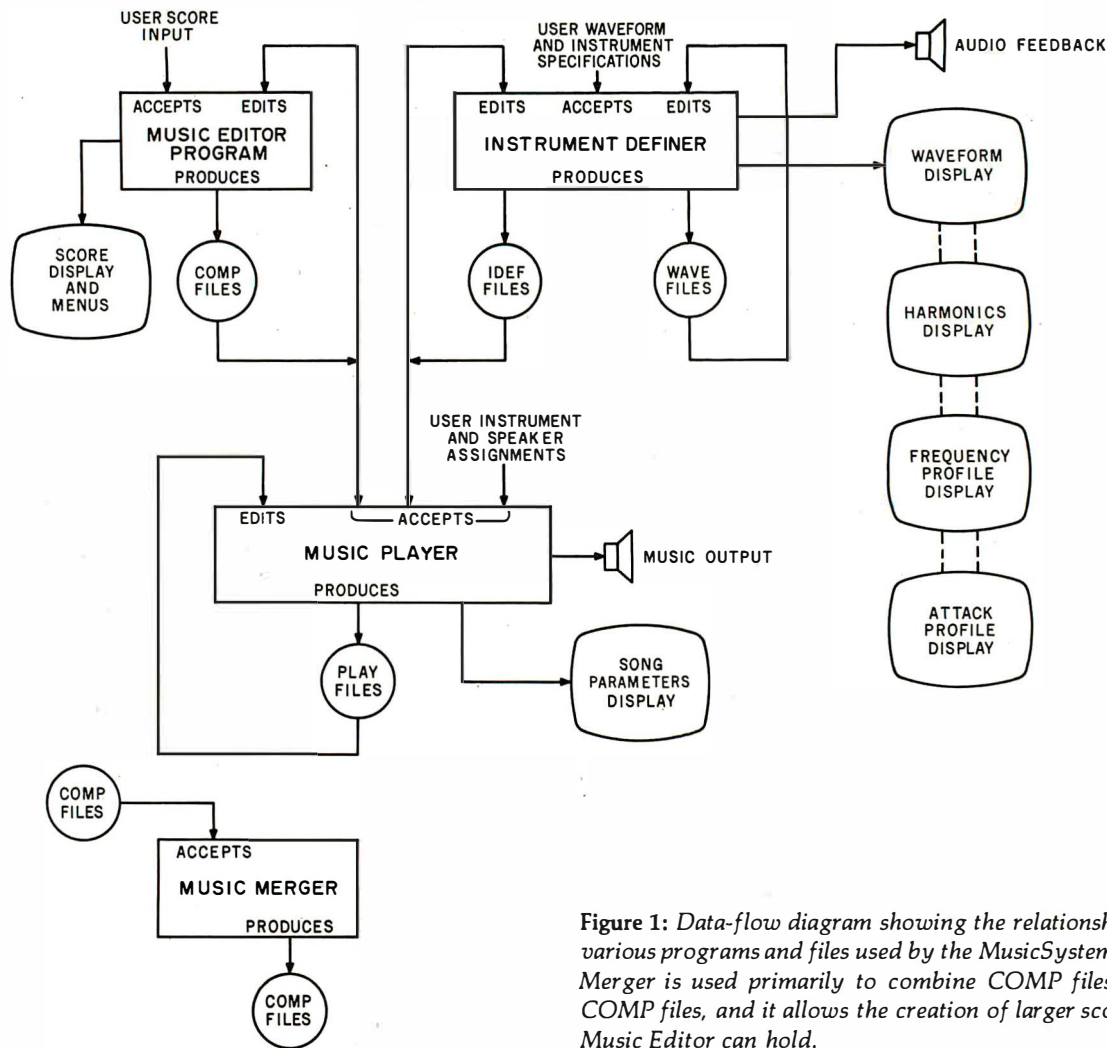 USER SCORE
INPUT
ACCEPTS EDITS
MUSIC EDITOR
PROGRAM
PRODUCES
SCORE
DISPLAY
AND
MENUS
COMP
FILES
USER WAVEFORM
AND INSTRUMENT
SPECIFICATIONS
EDITS ACCEPTS EDITS
INSTRUMENT DEFINER
PRODUCES
IDEF
FILES
WAVE
FILES
AUDIO FEEDBACK
WAVEFORM
DISPLAY
HARMONICS
DISPLAY
FREQUENCY
PROFILE
DISPLAY
ATTACK
PROFILE
DISPLAY
USER INSTRUMENT
AND SPEAKER
ASSIGNMENTS
EDITS ACCEPTS
MUSIC PLAYER
PRODUCES
MUSIC OUTPUT
PLAY
FILES
SONG
PARAMETERS
DISPLAY
COMP
FILES
ACCEPTS
MUSIC MERGER
PRODUCES
COMP
FILES
Figure 1: Data-flow diagram showing the relationsh
various programs and files used by the MusicSystem
Merger is used primarily to combine COMP files
COMP files, and it allows the creation of larger sco
Music Editor can hold.